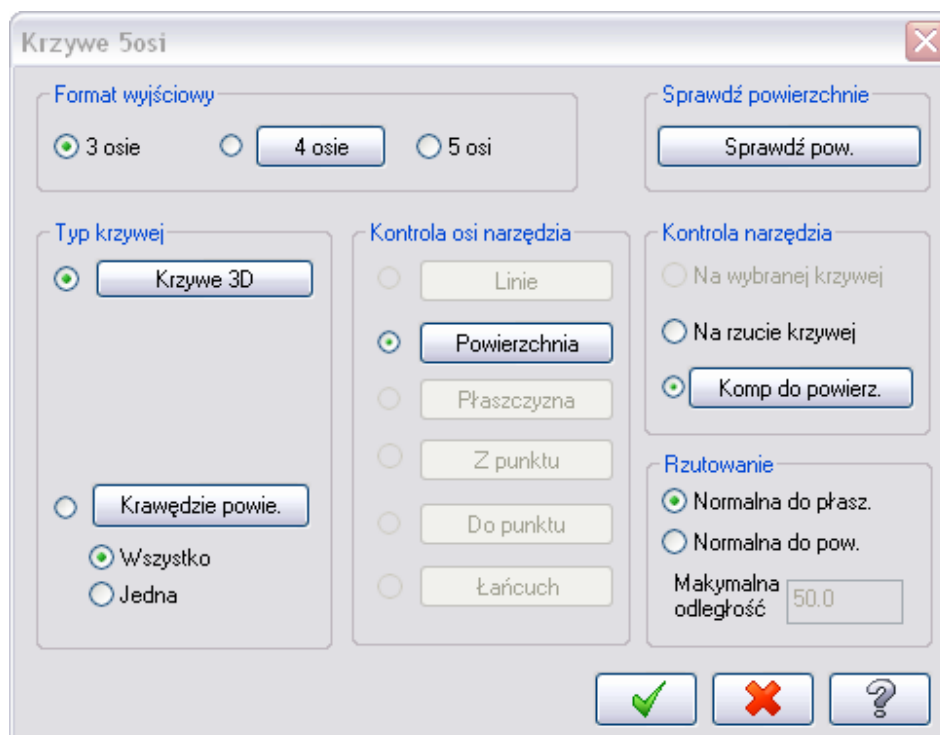 Krzywe 5osi
Format wyjściowy
3 osie
4 osie
5 osi
Sprawdź powierzchnie
Sprawdź pow.
Typ krzywej
Krzywe 3D
Krawędzie powie.
Wszystko
Jedna
Kontrola osi narzędzia
Linie
Powierzchnia
Płaszczyzna
Z punktu
Do punktu
Łańcuch
Kontrola narzędzia
Na wybranej krzywej
Na rzucie krzywej
Komp do powierz.
Rzutowanie
Normalna do płasz.
Normalna do pow.
Makymalna
odległość
50.0